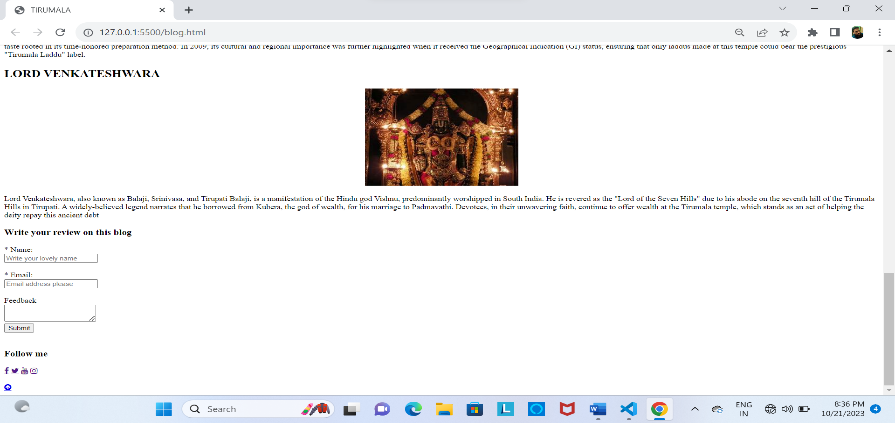 TIRUMALA
127.0.0.1:5500/blog.html
taste rooted in its time-honored preparation method. In 2009, its cultural and regional importance was further highlighted when it received the Geographical Indication (GI) status, ensuring that only laddus made at this temple could bear the prestigious
"Tirumala Laddu" label.
LORD VENKATESHWARA
Lord Venkateshwara, also known as Balaji, Srinivasa, and Tirupati Balaji, is a manifestation of the Hindu god Vishnu, predominantly worshipped in South India. He is revered as the "Lord of the Seven Hills" due to his abode on the seventh hill of the Tirumala
Hills in Tirupati. A widely-believed legend narrates that he borrowed from Kubera, the god of wealth, for his marriage to Padmavathi. Devotees, in their unwavering faith, continue to offer wealth at the Tirumala temple, which stands as an act of helping the
deity repay this ancient debt
Write your review on this blog
* Name:
Write your lovely name
* Email:
Email address please
Feedback
Submit
Follow me
Search
ENG
IN
8:36 PM
10/21/2023
4